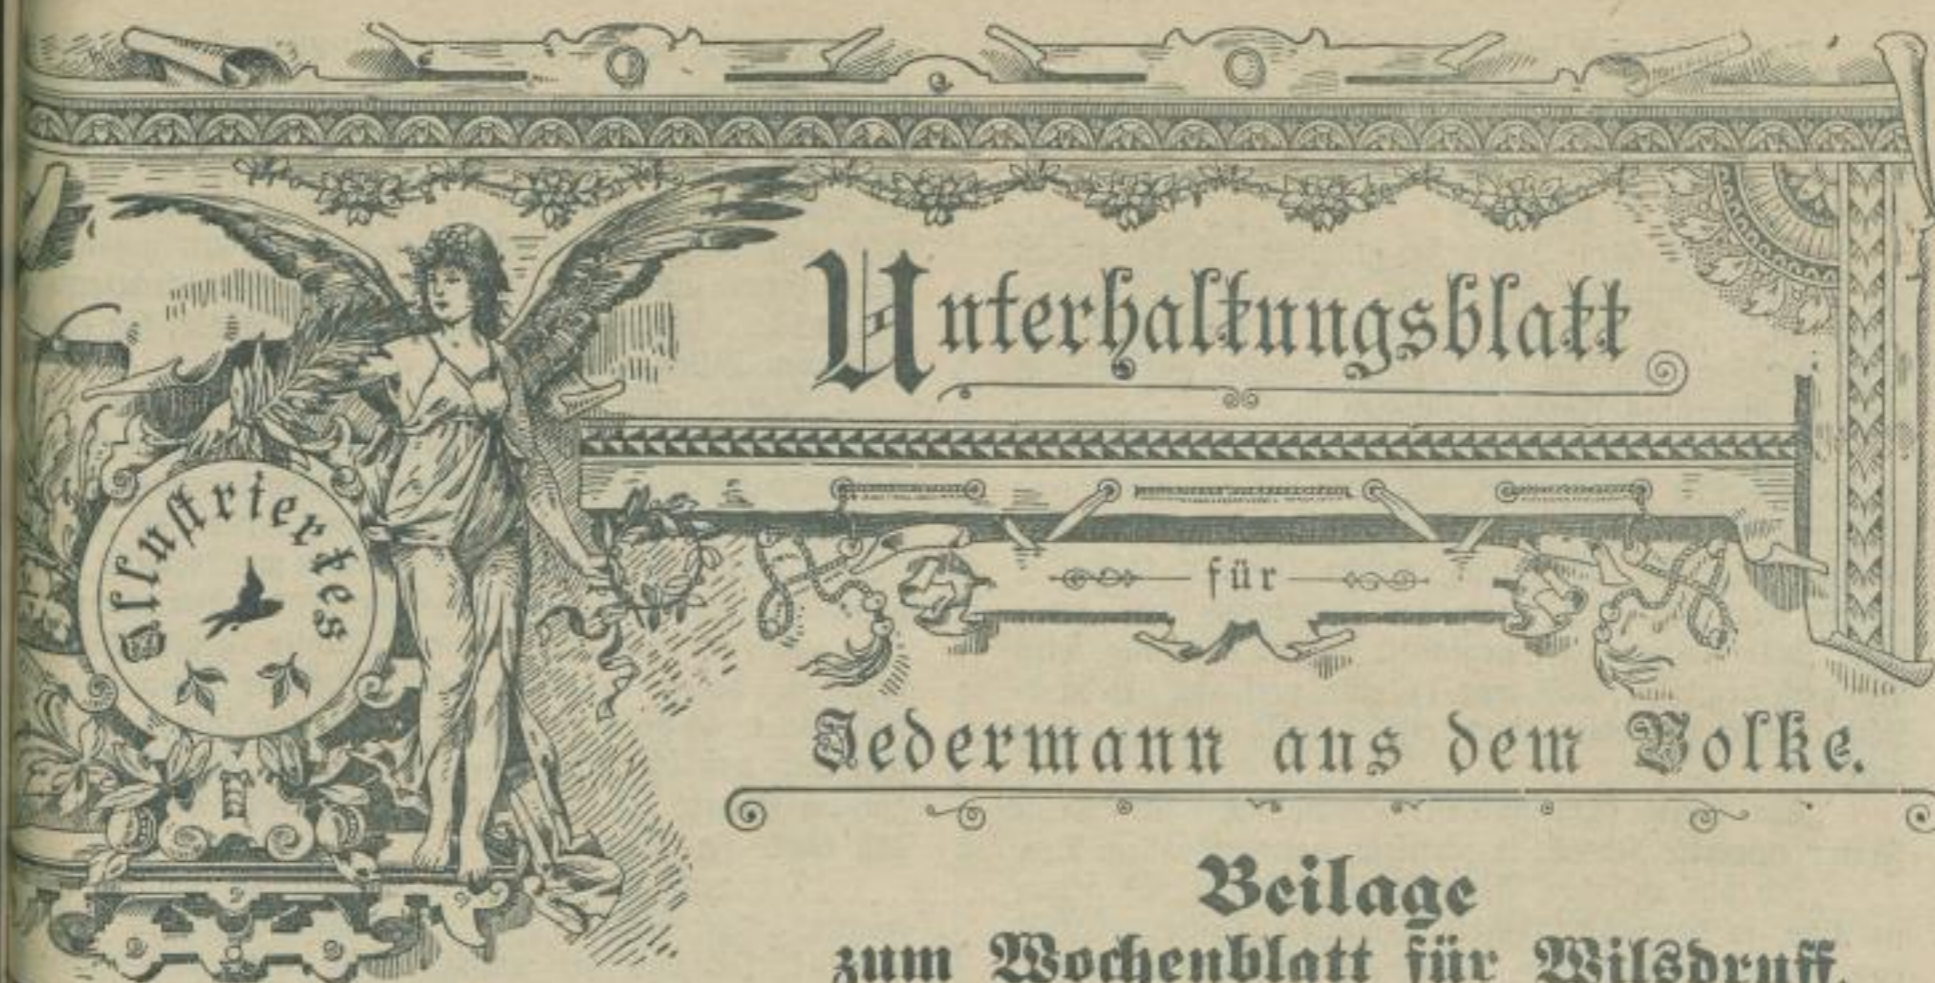 Illustriertes
Unterhaltungsblatt
für
Jedermann aus dem Volke.
Beilage
zum Wochenblatt für Wilsdruff.